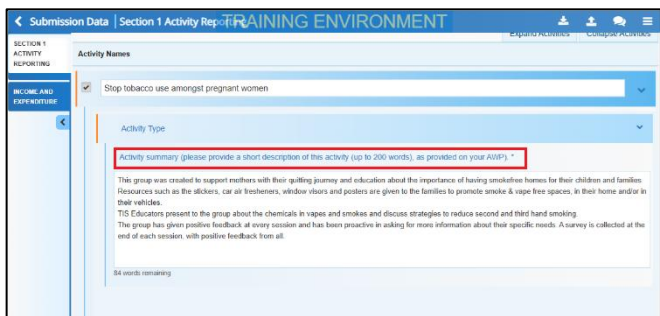 Submission Data | Section 1 Activity Reporting
TRAINING ENVIRONMENT
SECTION 1
ACTIVITY
REPORTING
INCOME AND
EXPENDITURE
Expand Activities Collapse Activities
Activity Names
Stop tobacco use amongst pregnant women
Activity Type
Activity summary (please provide a short description of this activity (up to 200 words), as provided on your AWP). *
This group was created to support mothers with their quitting journey and education about the importance of having smokefree homes for their children and families.
Resources such as the stickers, car air fresheners, window visors and posters are given to the families to promote smoke & vape free spaces, in their home and/or in
their vehicles.
TIS Educators present to the group about the chemicals in vapes and smokes and discuss strategies to reduce second and third hand smoking.
The group has given positive feedback at every session and has been proactive in asking for more information about their specific needs. A survey is collected at the
end of each session, with positive feedback from all.
84 words remaining